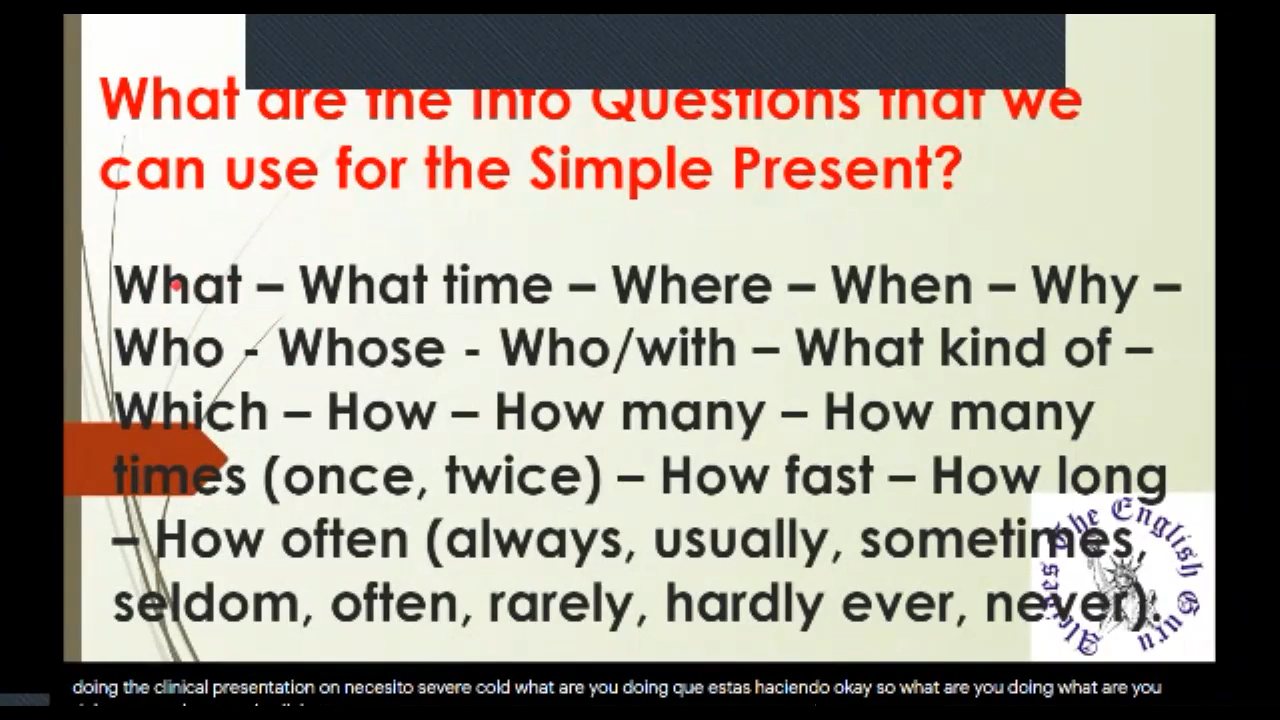 What are the Info Questions that we
can use for the Simple Present?
What – What time – Where – When – Why –
Who - Whose - Who/with – What kind of –
Which – How – How many – How many
times (once, twice) – How fast – How long
– How often (always, usually, sometimes,
seldom, often, rarely, hardly ever, never).
The English Guru
doing the clinical presentation on necesito severe cold what are you doing que estas haciendo okay so what are you doing what are you